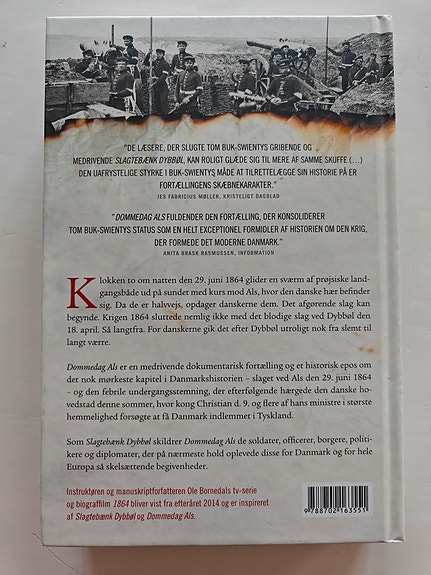 "DE LÆSERE, DER SLUGTE TOM BUK-SWIENTYS GRIBENDE OG
MEDRIVENDE SLAGTEBÆNK DYBBØL, KAN ROLIGT GLÆDE SIG TIL MERE AF SAMME SKUFFE (...)
DEN UAFRYSTELIGE STYRKE I BUK-SWIENTYS MÅDE AT TILRETTELÆGGE SIN HISTORIE PÅ ER
FORTÆLLINGENS SKÆBNEKARAKTER."
JES FABRICIUS MØLLER, KRISTELIGT DAGBLAD
"DOMMEDAG ALS FULDENDER DEN FORTÆLLING, DER KONSOLIDERER
TOM BUK-SWIENTYS STATUS SOM EN HELT EXCEPTIONEL FORMIDLER AF HISTORIEN OM DEN KRIG,
DER FORMEDE DET MODERNE DANMARK."
ANITA BRASK RASMUSSEN, INFORMATION
Klokken to om natten den 29. juni 1864 glider en sværm af prøjsiske land-
gangsbåde ud på sundet med kurs mod Als, hvor den danske hær befinder
sig. Da de er halvvejs, opdager danskerne dem. Det afgørende slag kan
begynde. Krigen 1864 sluttede nemlig ikke med det blodige slag ved Dybbøl den
18. april. Så langtfra. For danskerne gik det efter Dybbøl utroligt nok fra slemt til
langt værre.
Dommedag Als er en medrivende dokumentarisk fortælling og et historisk epos om
det nok mørkeste kapitel i Danmarkshistorien – slaget ved Als den 29. juni 1864
– og den febrile undergangsstemning, der efterfølgende hærgede den danske ho-
vedstad denne sommer, hvor kong Christian d. 9. og flere af hans ministre i største
hemmelighed forsøgte at få Danmark indlemmet i Tyskland.
Som Slagtebænk Dybbøl skildrer Dommedag Als de soldater, officerer, borgere, politi-
kere og diplomater, der på nærmeste hold oplevede disse for Danmark og for hele
Europa så skelsættende begivenheder.
Instruktøren og manuskriptforfatteren Ole Bornedals tv-serie
og biograffilm 1864 bliver vist fra efteråret 2014 og er inspireret
af Slagtebænk Dybbøl og Dommedag Als.
9 788702 163551